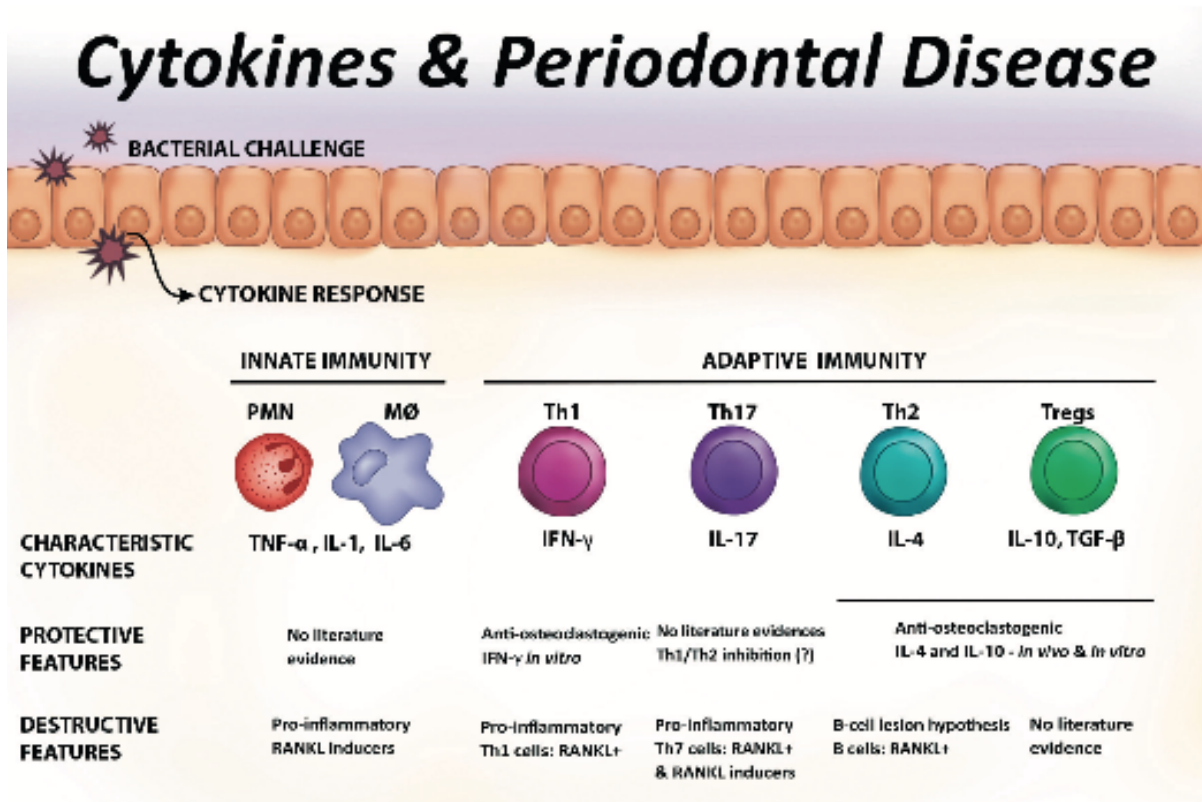 Cytokines & Periodontal Disease
BACTERIAL CHALLENGE
CYTOKINE RESPONSE
INNATE IMMUNITY
ADAPTIVE IMMUNITY
PMN
MØ
Th1
Th17
Th2
Tregs
CHARACTERISTIC
CYTOKINES
TNF-α , IL-1, IL-6
IFN-γ
IL-17
IL-4
IL-10, TGF-β
PROTECTIVE
FEATURES
No literature
evidence
Anti-osteoclastogenic
IFN-γ in vitro
No literature evidences
Th1/Th2 inhibition (?)
Anti-osteoclastogenic
IL-4 and IL-10 - in vivo & in vitro
DESTRUCTIVE
FEATURES
Pro-inflammatory
RANKL inducers
Pro-inflammatory
Th1 cells: RANKL+
Pro-inflammatory
Th7 cells: RANKL+
& RANKL inducers
B-cell lesion hypothesis
B cells: RANKL+
No literature
evidence